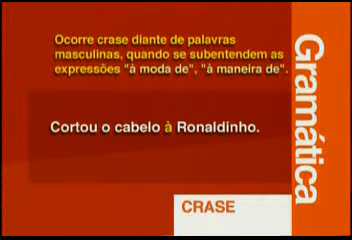 Ocorre crase diante de palavras
masculinas, quando se subentendem as
expressões "à moda de", "à maneira de".
Cortou o cabelo à Ronaldinho.
CRASE
Gramática